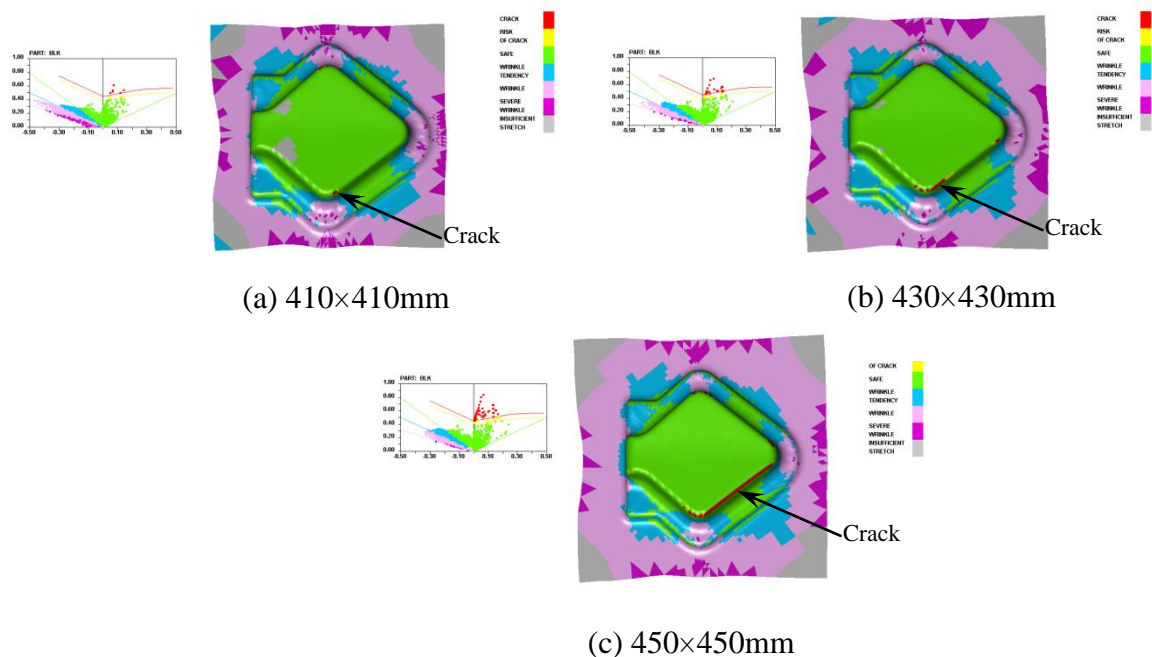 PART: BLK
1.00
0.80
0.60
0.40
0.20
0.00
-0.50 -0.30 -0.10 0.10 0.30 0.50
CRACK
RISK
OF CRACK
SAFE
WRINKLE
TENDENCY
WRINKLE
SEVERE
WRINKLE
INSUFFICIENT
STRETCH
Crack
(a) 410×410mm
PART: BLK
1.00
0.80
0.60
0.40
0.20
0.00
-0.50 -0.30 -0.10 0.10 0.30 0.50
CRACK
RISK
OF CRACK
SAFE
WRINKLE
TENDENCY
WRINKLE
SEVERE
WRINKLE
INSUFFICIENT
STRETCH
Crack
(b) 430×430mm
PART: BLK
1.00
0.80
0.60
0.40
0.20
0.00
-0.50 -0.30 -0.10 0.10 0.30 0.50
OF CRACK
SAFE
WRINKLE
TENDENCY
WRINKLE
SEVERE
WRINKLE
INSUFFICIENT
STRETCH
Crack
(c) 450×450mm